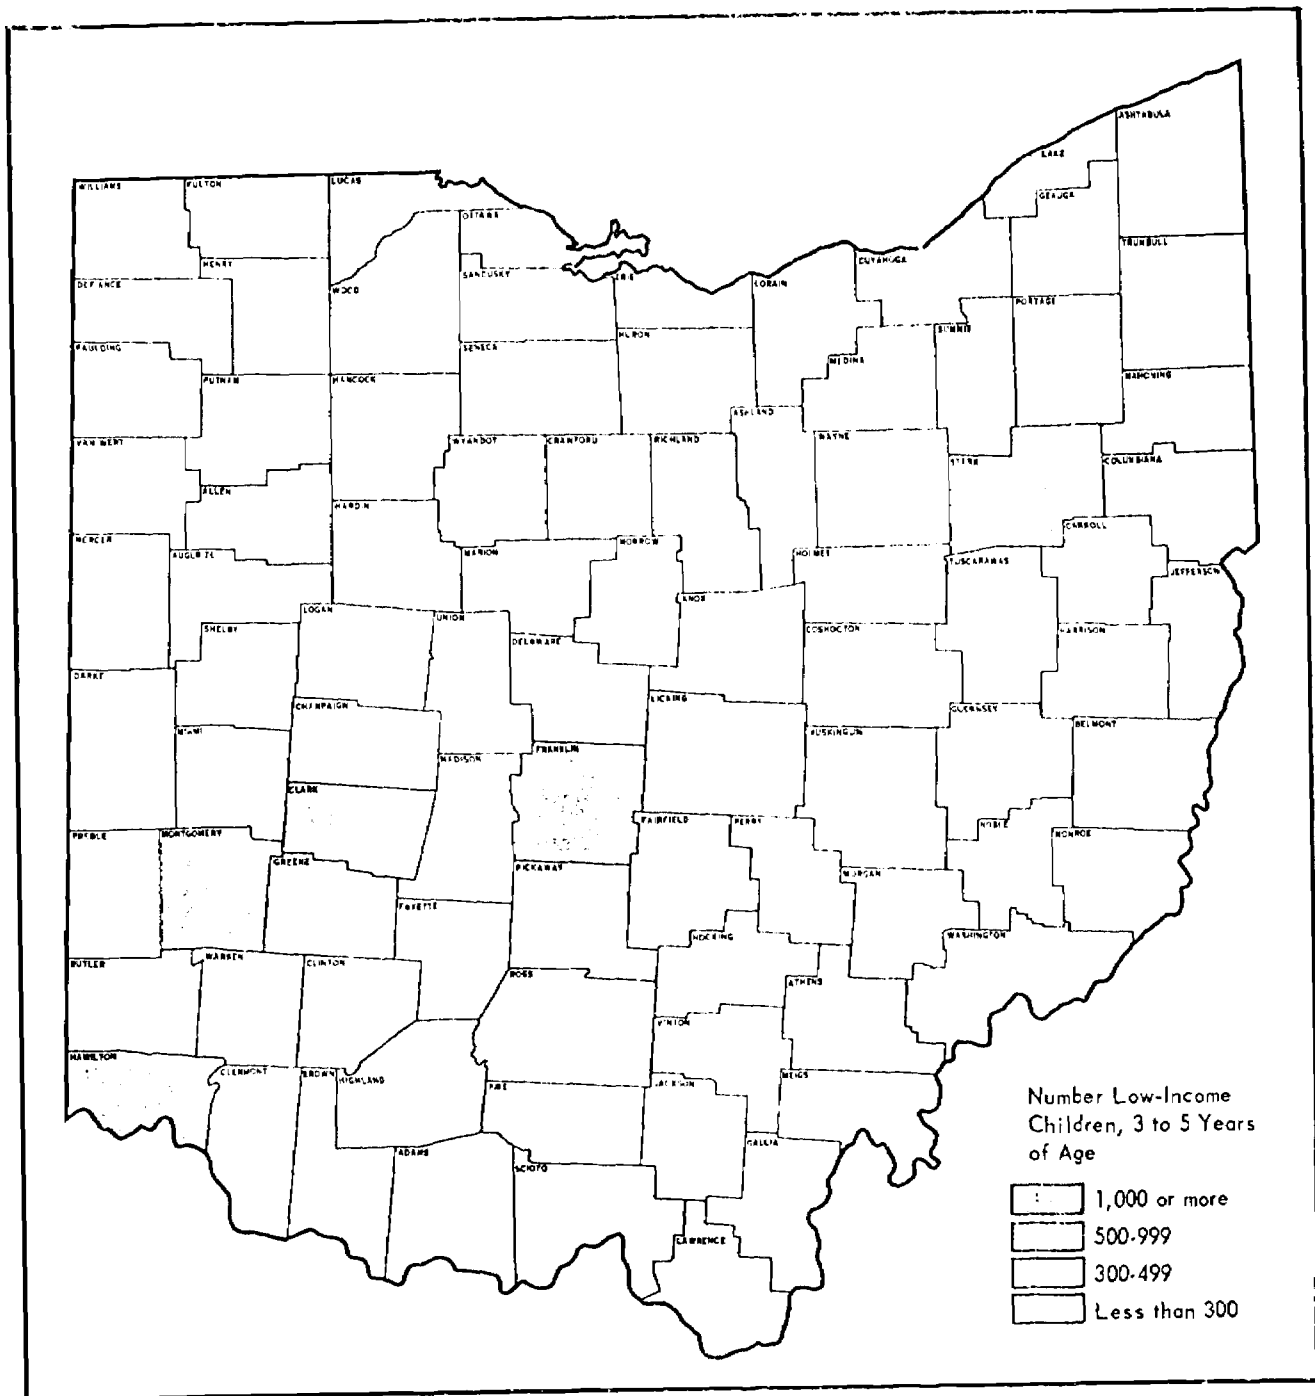 ASHTABULA
LAKE
GEAUGA
WILLIAMS
FULTON
LUCAS
OTTAWA
TRUMBULL
HENRY
CUYAHOGA
DEFIANCE
WOOD
SANDUSKY
ERIE
LORAIN
PORTAGE
SUMMIT
HURON
PAULDING
SENECA
MEDINA
PUTNAM
HANCOCK
MAHONING
ASHLAND
VAN WERT
WYANDOT
CRAWFORD
RICHLAND
WAYNE
STARK
COLUMBIANA
ALLEN
HARDIN
CARROLL
MERCER
AUGLAIZE
MARION
MORROW
HOLMES
TUSCARAWAS
JEFFERSON
KNOX
LOGAN
UNION
SHELBY
DELAWARE
COSHOCTON
HARRISON
DARKE
LICKING
CHAMPAIGN
GUERNSEY
BELMONT
MIAMI
MUSKINGUM
FRANKLIN
MADISON
CLARK
FAIRFIELD
PERRY
NOBLE
MONROE
PREBLE
MONTGOMERY
GREENE
PICKAWAY
MORGAN
FAYETTE
HOCKING
WASHINGTON
BUTLER
WARREN
CLINTON
ROSS
ATHENS
VINTON
HAMILTON
CLERMONT
BROWN
HIGHLAND
PIKE
JACKSON
MEIGS
GALLIA
ADAMS
SCIOTO
LAWRENCE
Number Low-Income
Children, 3 to 5 Years
of Age
1,000 or more
500-999
300-499
Less than 300